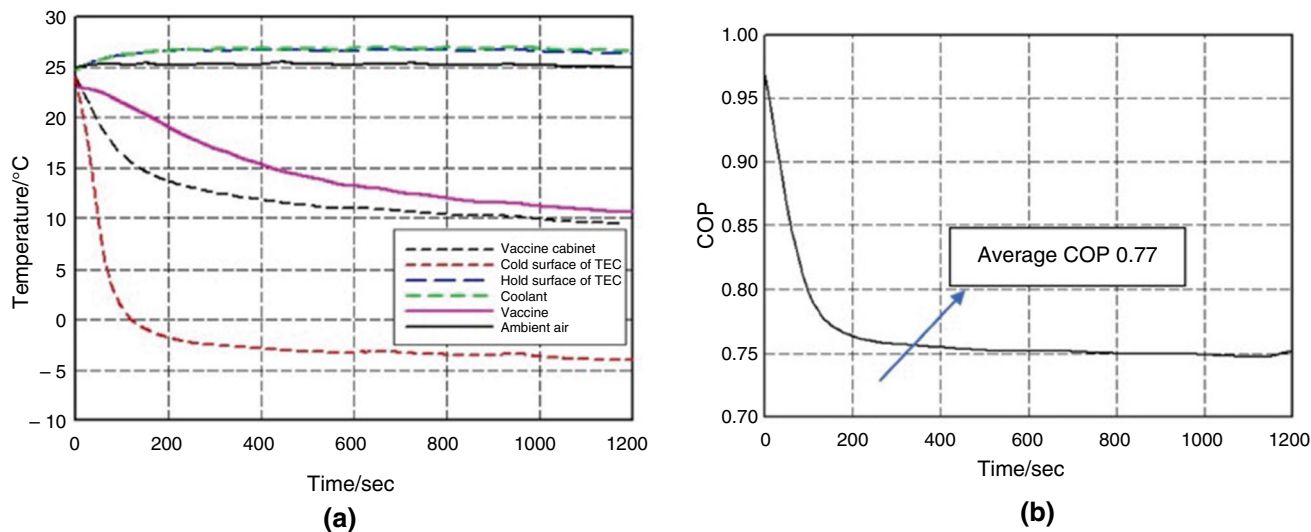 30
25
20
15
10
5
0
– 5
– 10
Temperature/°C
0 200 400 600 800 1000 1200
Time/sec
Vaccine cabinet
Cold surface of TEC
Hold surface of TEC
Coolant
Vaccine
Ambient air
(a)
1.00
0.95
0.90
0.85
0.80
0.75
0.70
COP
Average COP 0.77
0 200 400 600 800 1000 1200
Time/sec
(b)